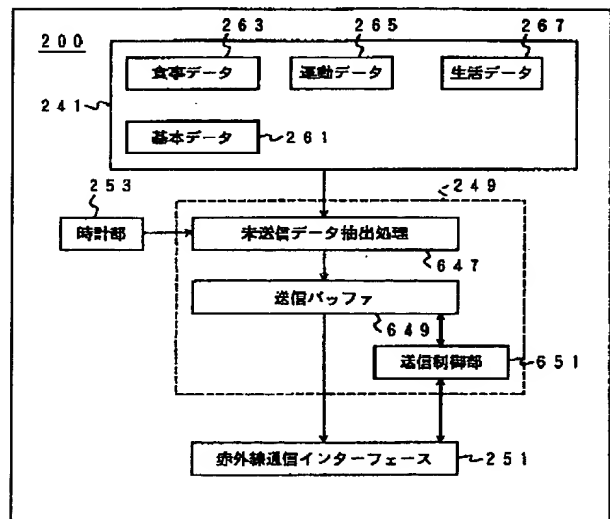 263 265 267
200
食事データ 運動データ 生活データ
241
基本データ 261
249
253
時計部 未送信データ抽出処理
647
送信バッファ
649
送信制御部 651
赤外線通信インターフェース 251